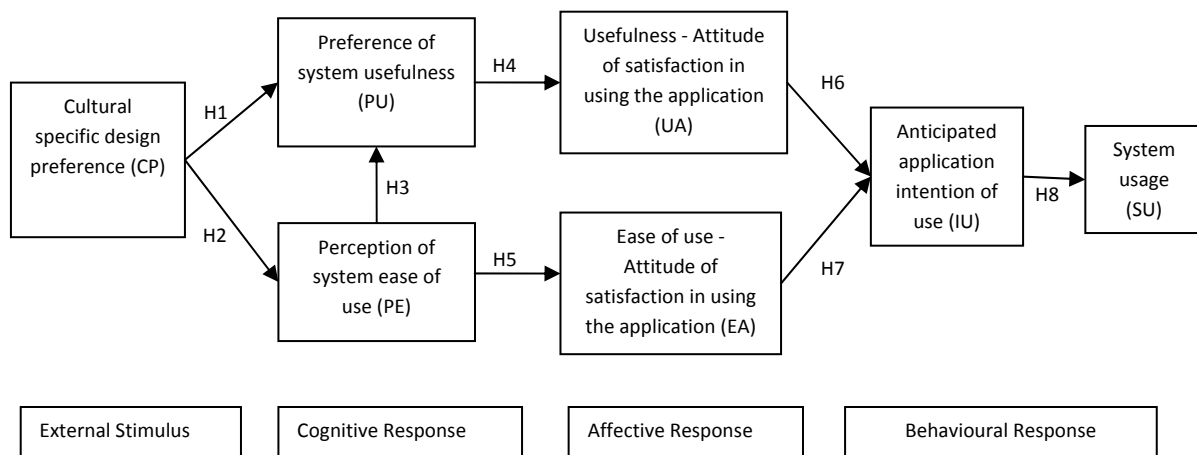 Cultural
specific design
preference (CP)
H1
H2
Preference of
system usefulness
(PU)
H3
Perception of
system ease of
use (PE)
H4
H5
Usefulness - Attitude
of satisfaction in
using the application
(UA)
Ease of use -
Attitude of
satisfaction in using
the application (EA)
H6
H7
Anticipated
application
intention of
use (IU)
H8
System
usage
(SU)
External Stimulus
Cognitive Response
Affective Response
Behavioural Response